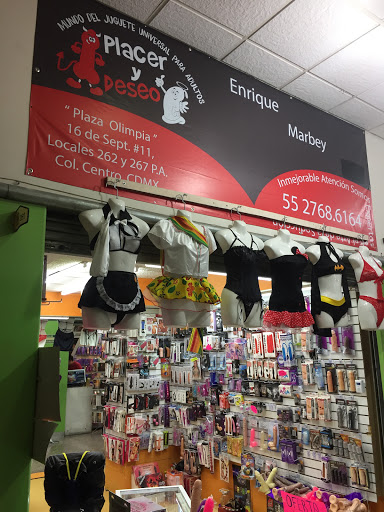 MUNDO DEL JUGUETE UNIVERSAL PARA ADULTOS
Placer
y
Deseo
" Plaza Olimpia "
16 de Sept. #11,
Locales 262 y 267 P.A.
Col. Centro, CDMX
Enrique
Marbey
Inmejorable Atención
55 2768.6164
OFERTA